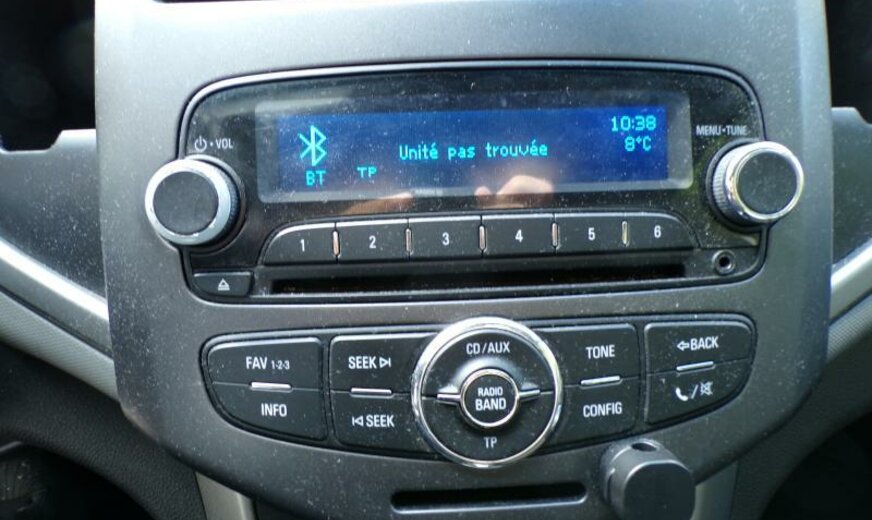 VOL
10:38
MENU•TUNE
Unité pas trouvée
8°C
BT TP
1 2 3 4 5 6
FAV 1-2-3
SEEK
CD/AUX
TONE
BACK
INFO
SEEK
RADIO
BAND
CONFIG
/
TP